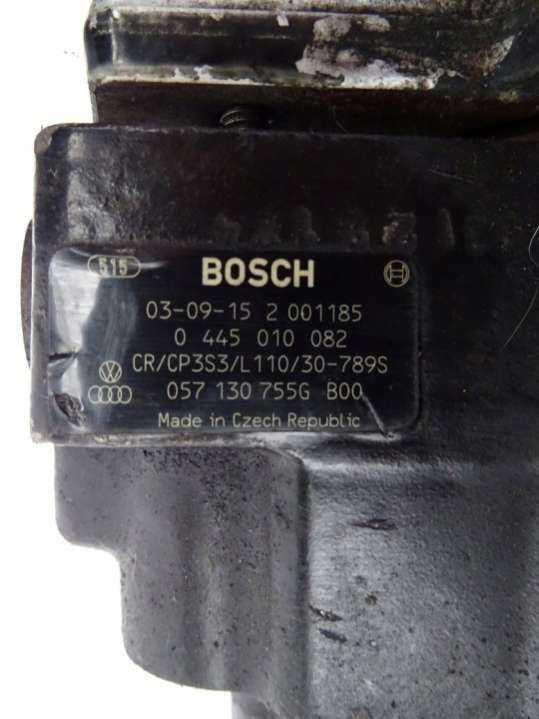 515 BOSCH
03-09-15 2 001185
0 445 010 082
CR/CP3S3/L110/30-789S
057 130 755G B00
Made in Czech Republic